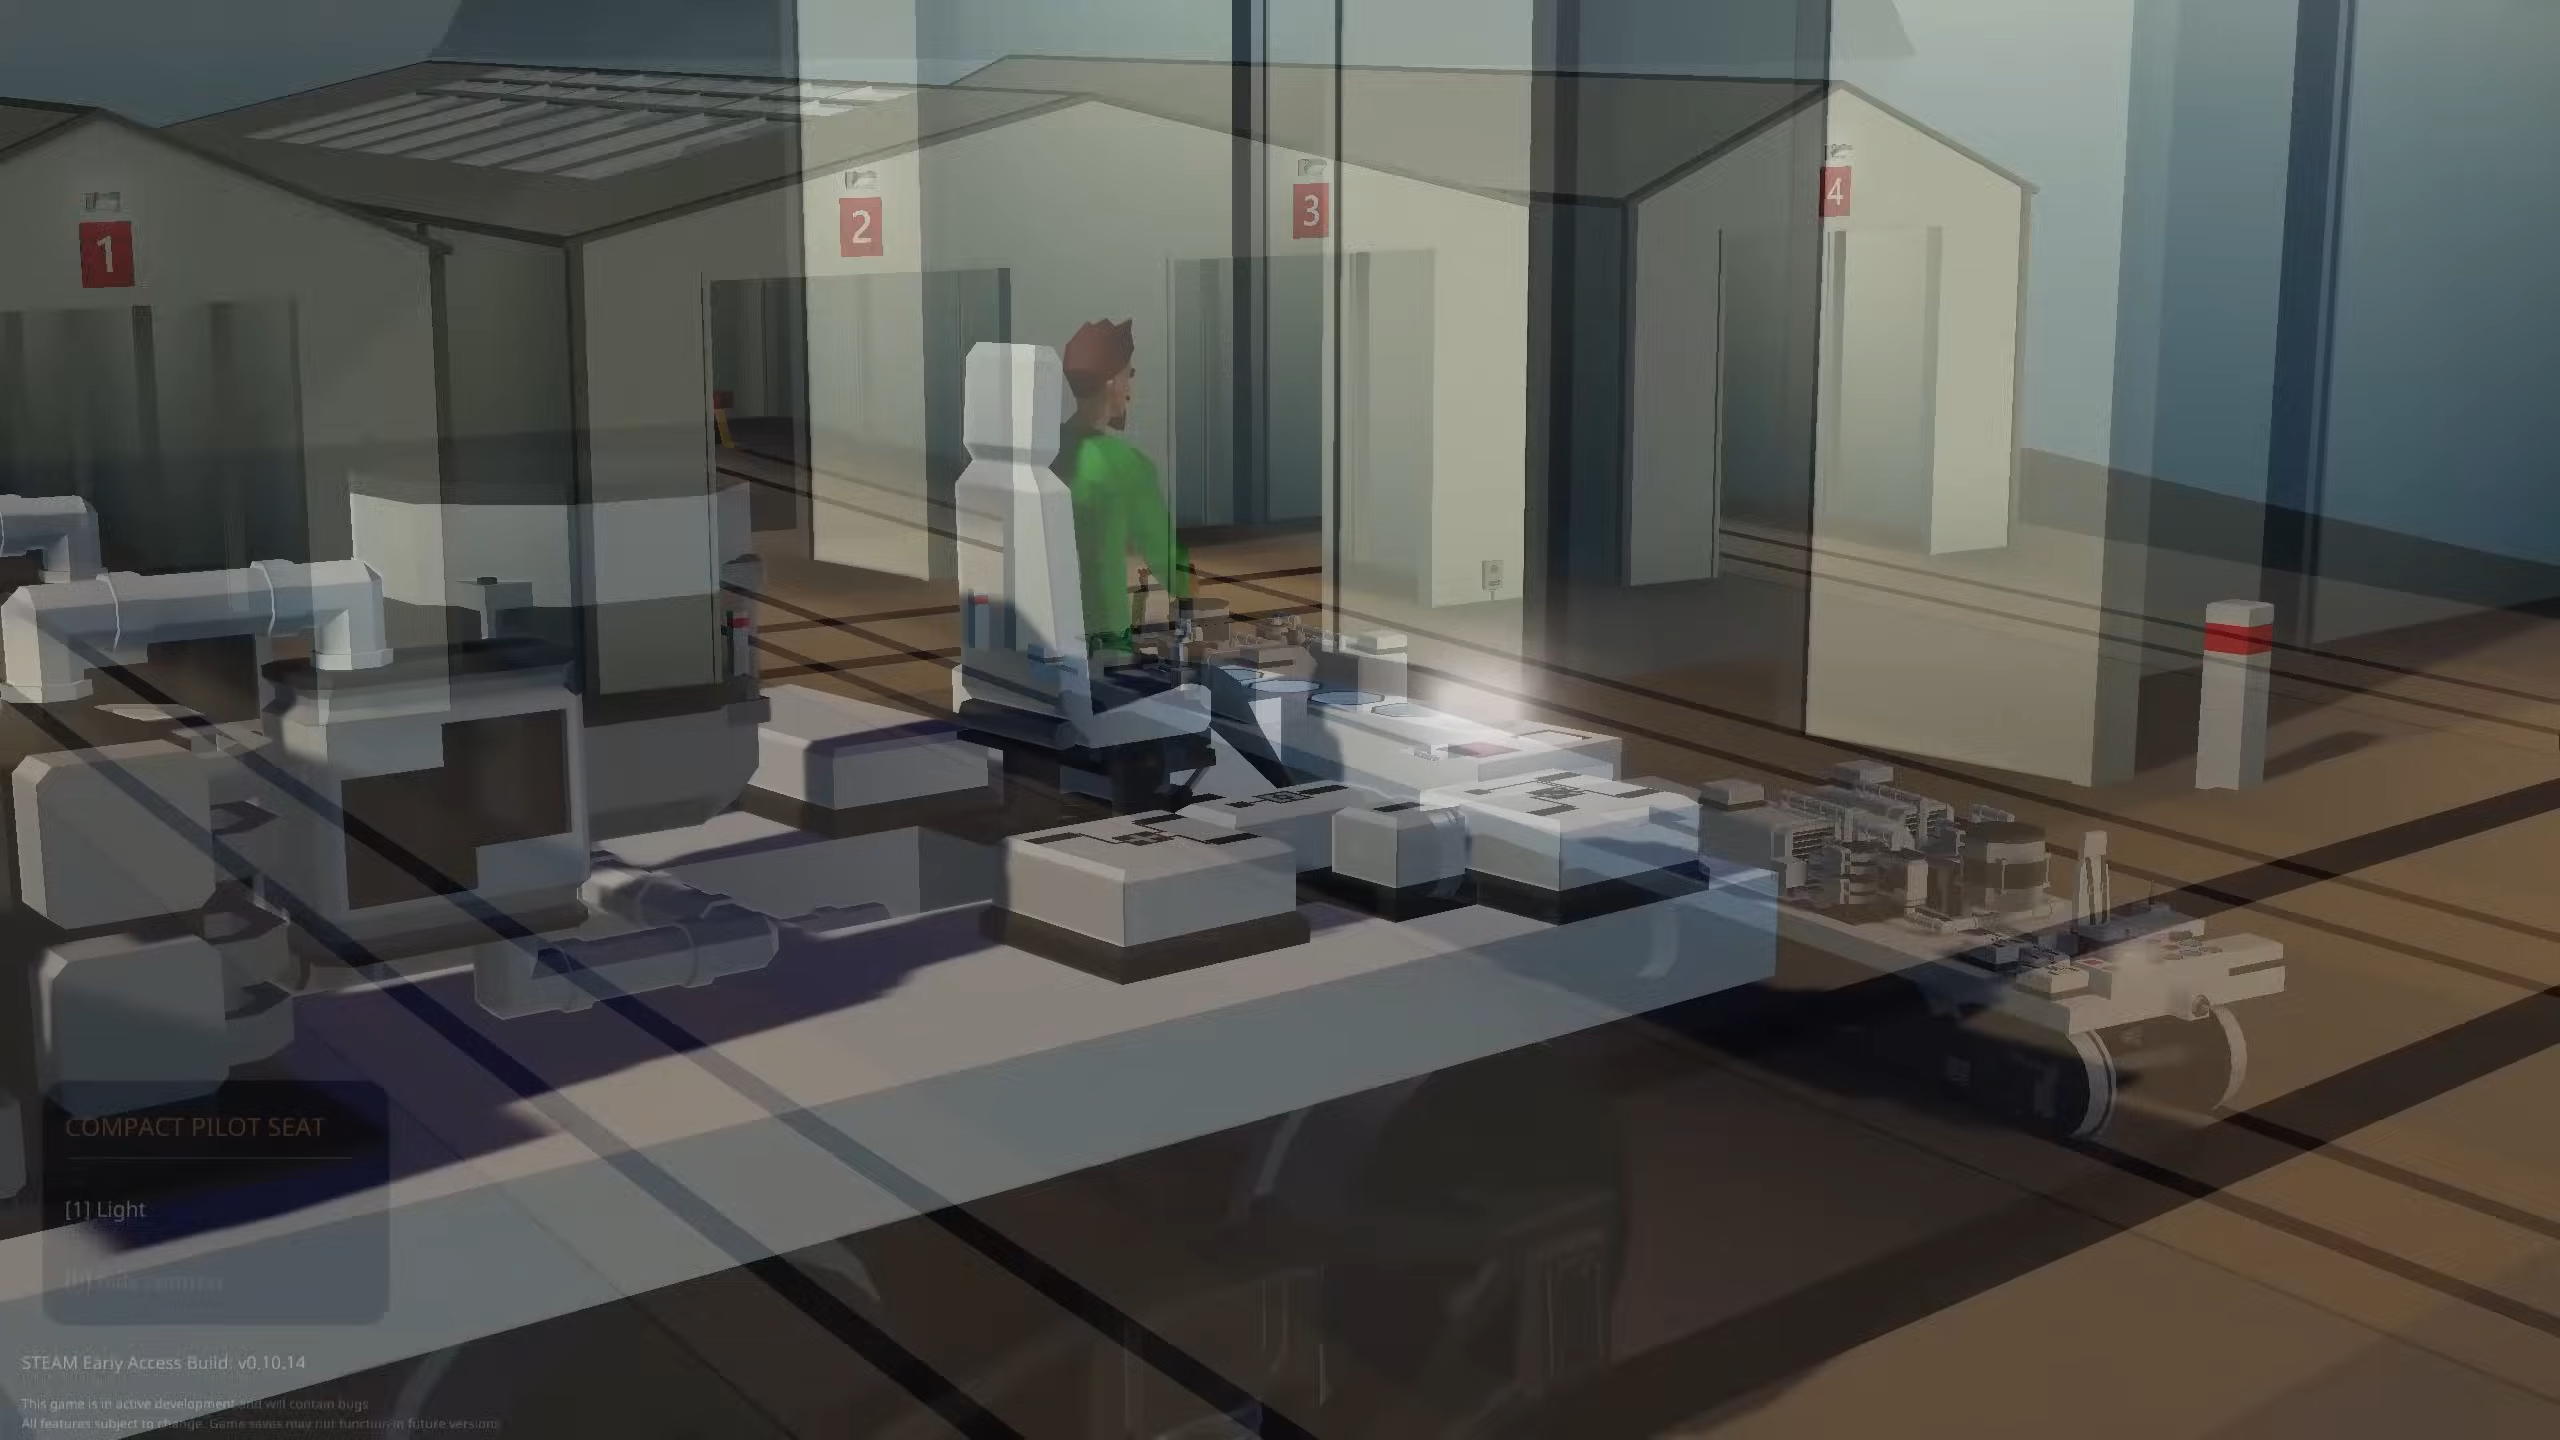 1
2
3
4
COMPACT PILOT SEAT
[1] Light
STEAM Early Access Build: v0.10.14
This game is in active development and will contain bugs
All features subject to change. Game saves may not function in future versions